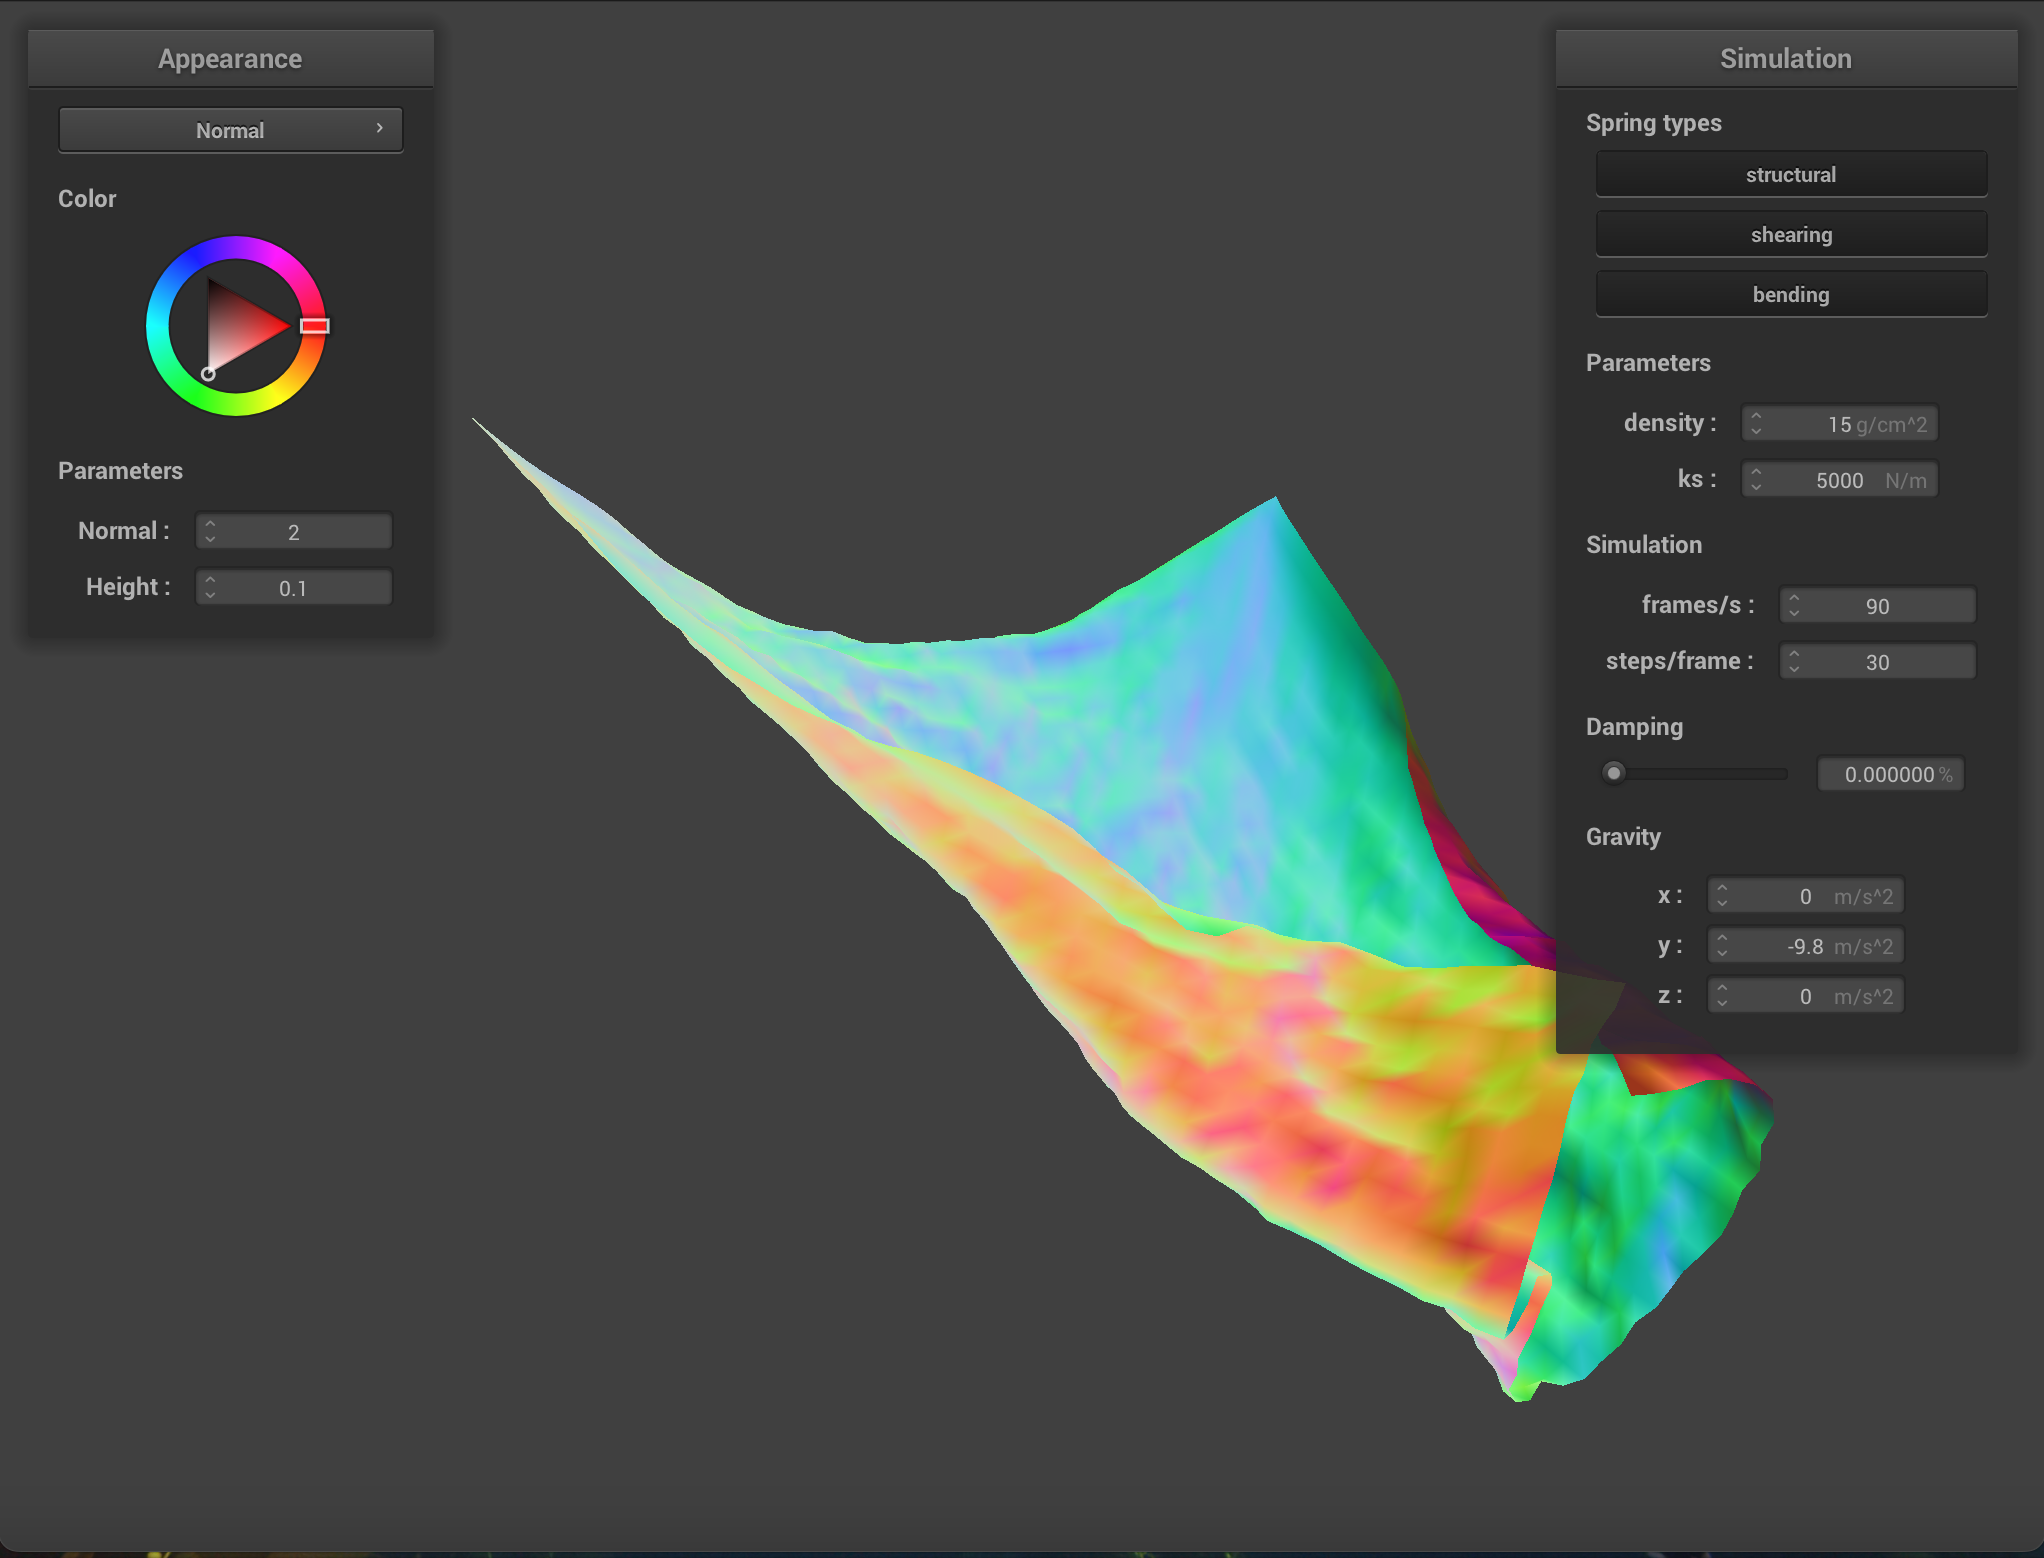 Appearance
Normal
Color
Parameters
Normal : 2
Height : 0.1
Simulation
Spring types
structural
shearing
bending
Parameters
density : 15 g/cm^2
ks : 5000 N/m
Simulation
frames/s : 90
steps/frame : 30
Damping
0.000000 %
Gravity
x : 0 m/s^2
y : -9.8 m/s^2
z : 0 m/s^2